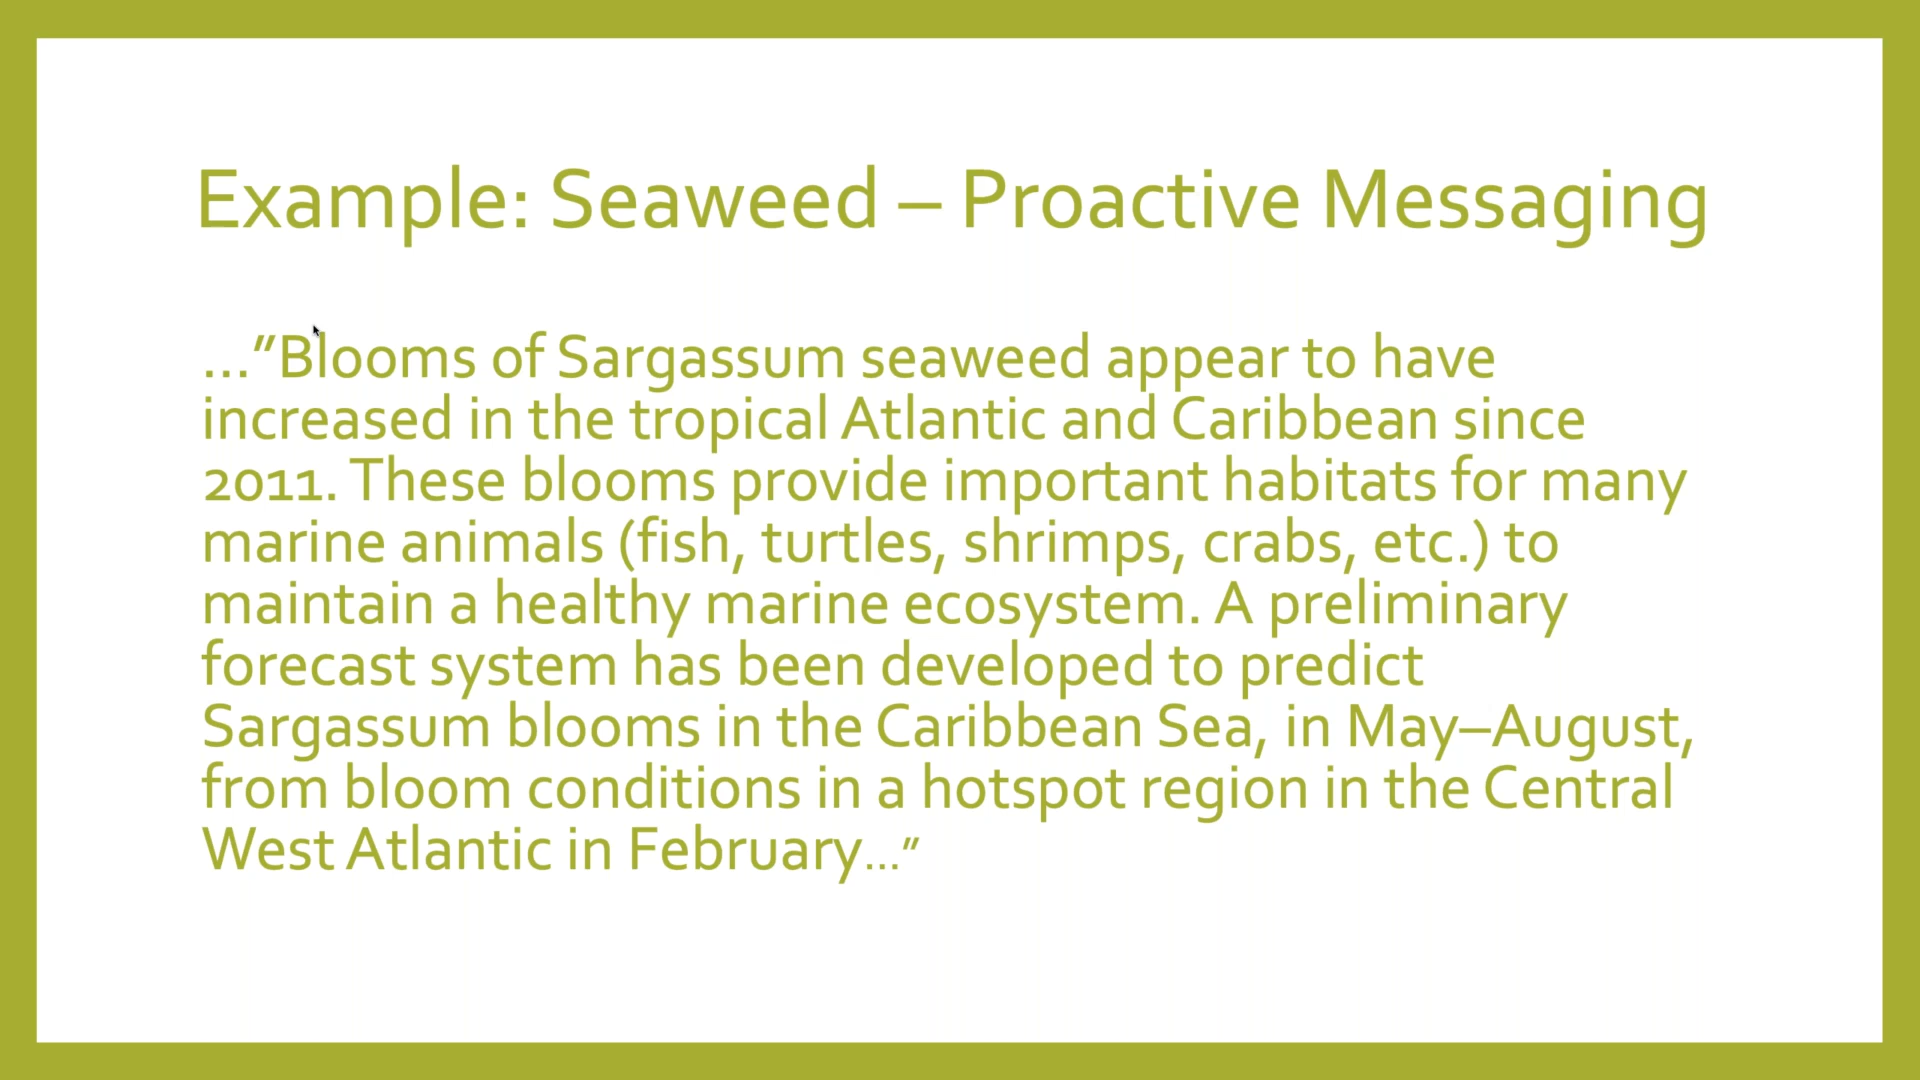 Example: Seaweed – Proactive Messaging
…”Blooms of Sargassum seaweed appear to have
increased in the tropical Atlantic and Caribbean since
2011. These blooms provide important habitats for many
marine animals (fish, turtles, shrimps, crabs, etc.) to
maintain a healthy marine ecosystem. A preliminary
forecast system has been developed to predict
Sargassum blooms in the Caribbean Sea, in May–August,
from bloom conditions in a hotspot region in the Central
West Atlantic in February…”